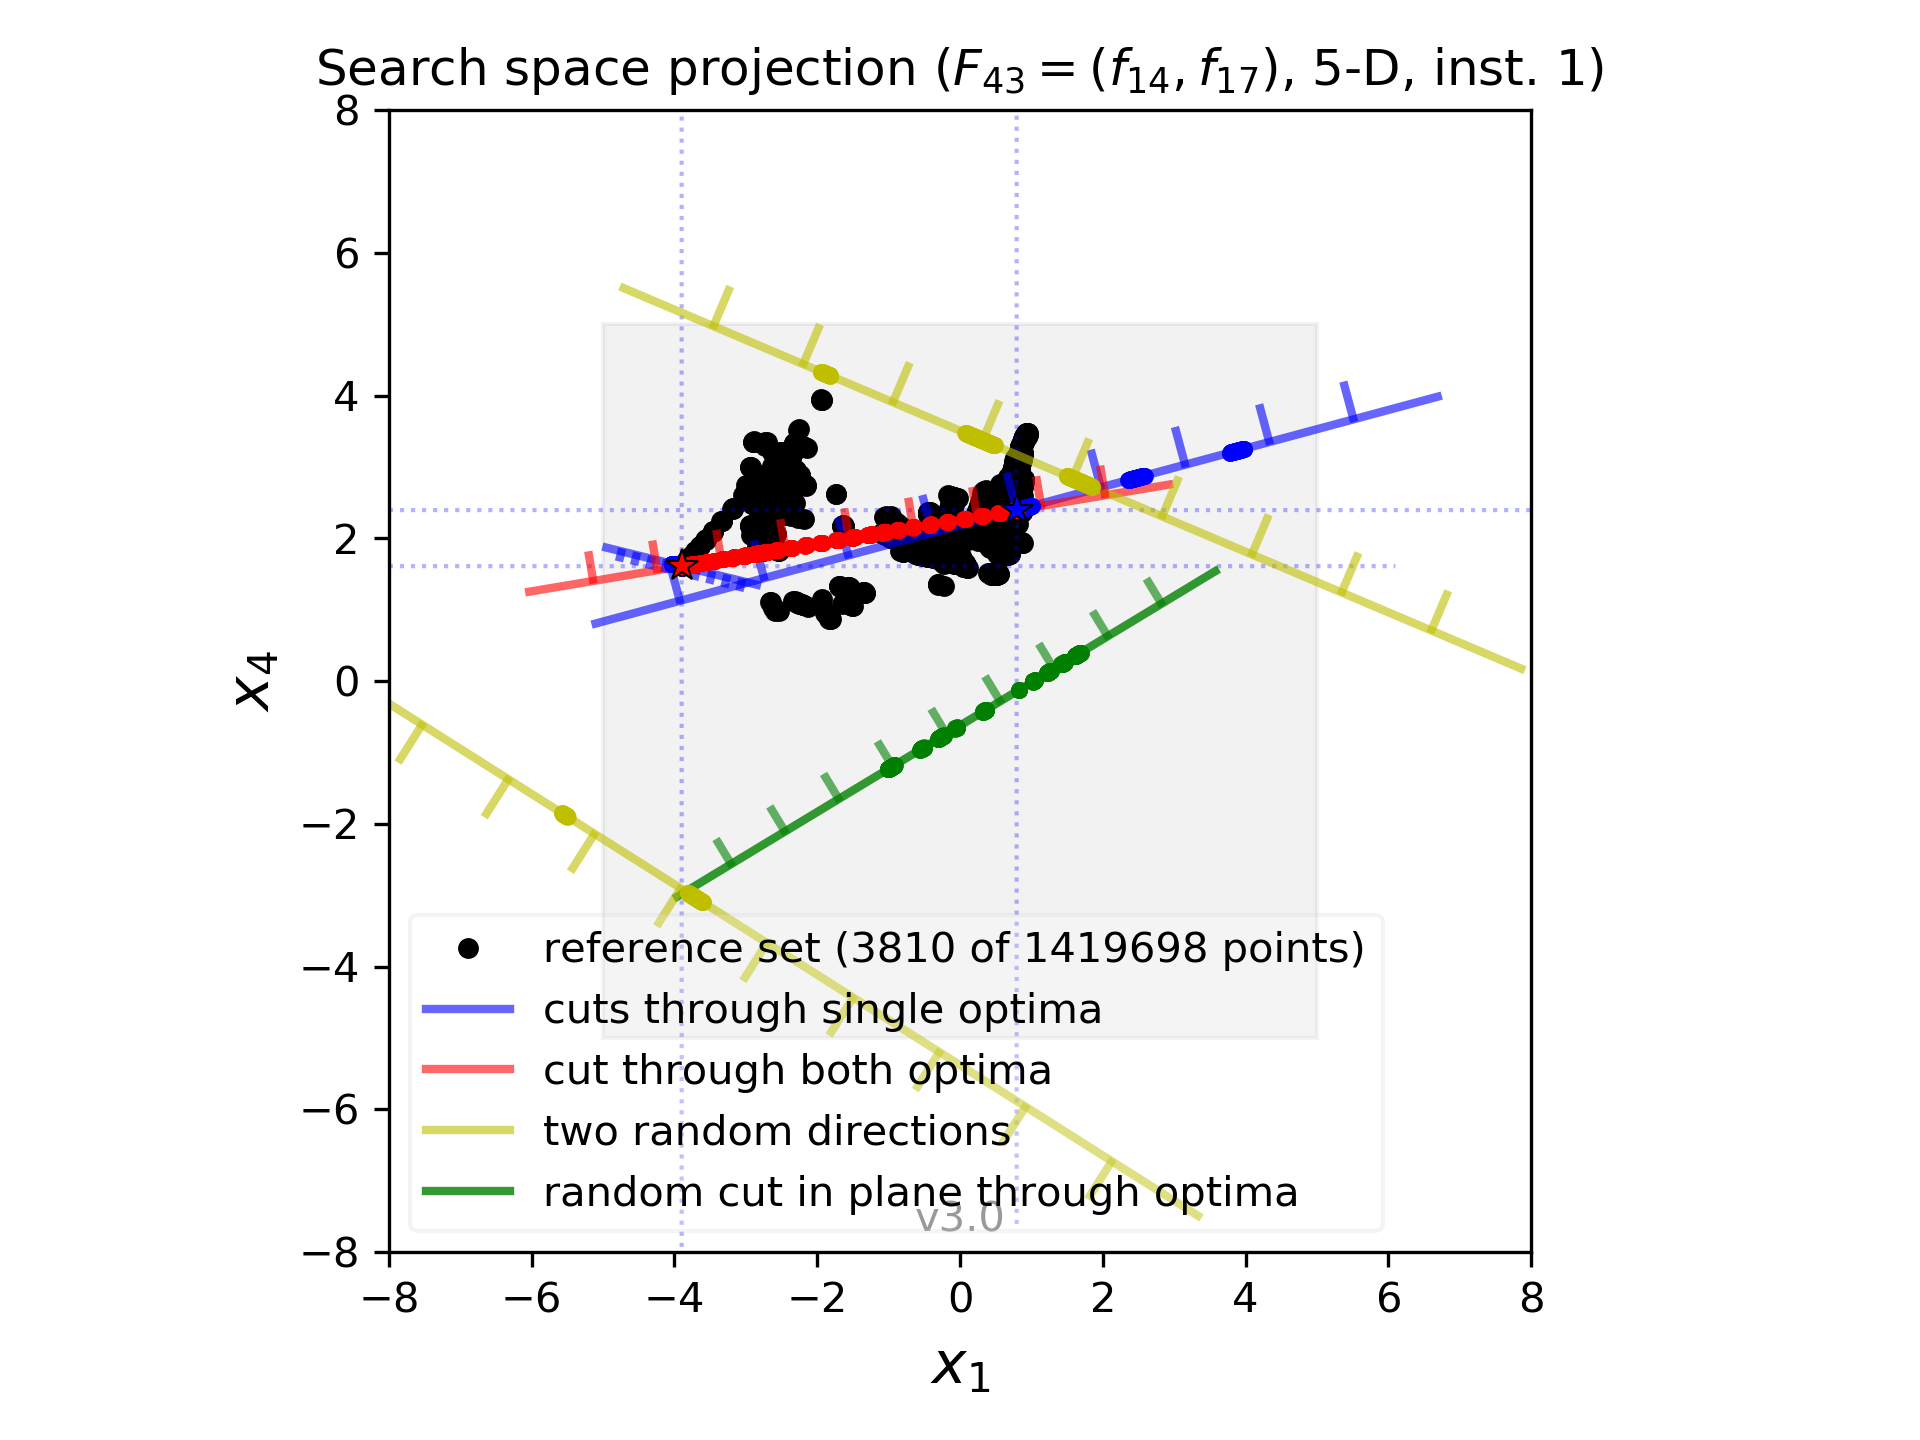 Search space projection (F43 = (f14, f17), 5-D, inst. 1)
8
6
4
2
0
−2
−4
−6
−8
x4
reference set (3810 of 1419698 points)
cuts through single optima
cut through both optima
two random directions
random cut in plane through optima
v3.0
−8 −6 −4 −2 0 2 4 6 8
x1